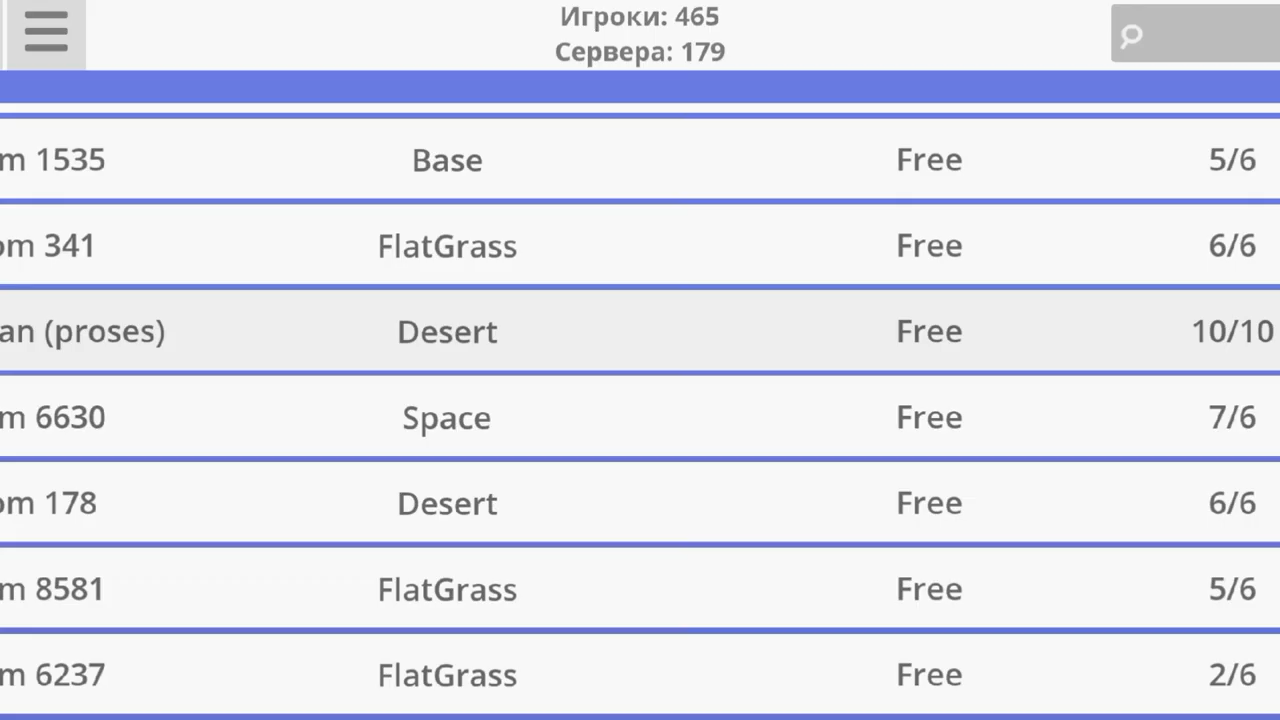 Игроки: 465
Сервера: 179
m 1535 Base Free 5/6
om 341 FlatGrass Free 6/6
an (proses) Desert Free 10/10
m 6630 Space Free 7/6
om 178 Desert Free 6/6
m 8581 FlatGrass Free 5/6
m 6237 FlatGrass Free 2/6